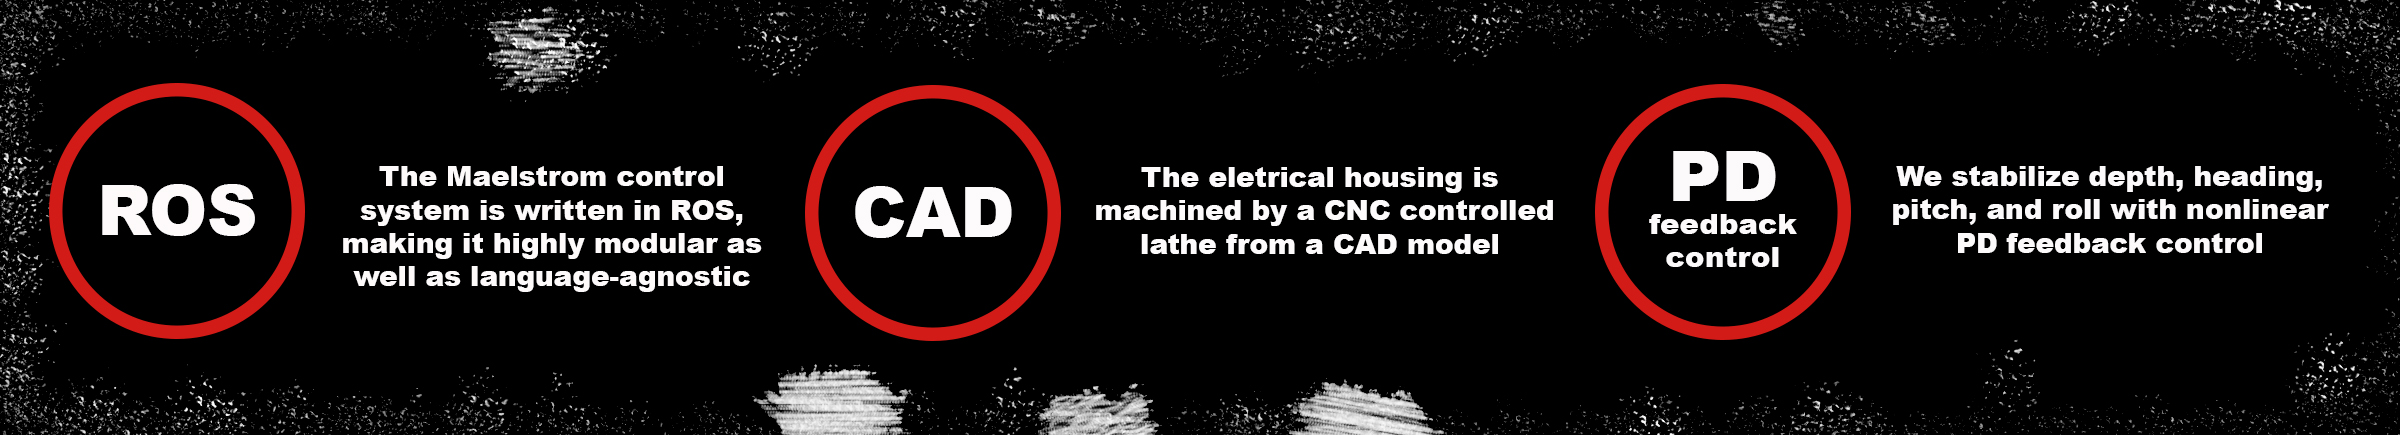 ROS
The Maelstrom control
system is written in ROS,
making it highly modular as
well as language-agnostic
CAD
The eletrical housing is
machined by a CNC controlled
lathe from a CAD model
PD
feedback
control
We stabilize depth, heading,
pitch, and roll with nonlinear
PD feedback control